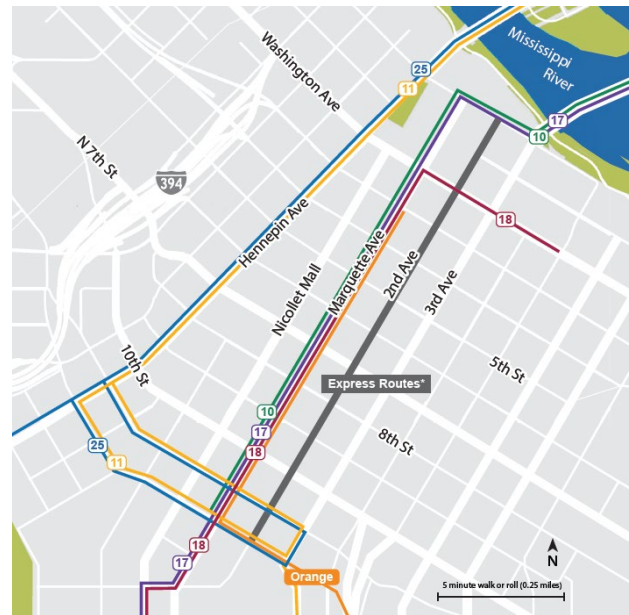 Mississippi
River
Washington Ave
25
11
17
10
N 7th St
394
Hennepin Ave
18
Marquette Ave
2nd Ave
Nicollet Mall
3rd Ave
10th St
5th St
Express Routes*
10
17
18
8th St
25
11
18
17
Orange
N
5 minute walk or roll (0.25 miles)